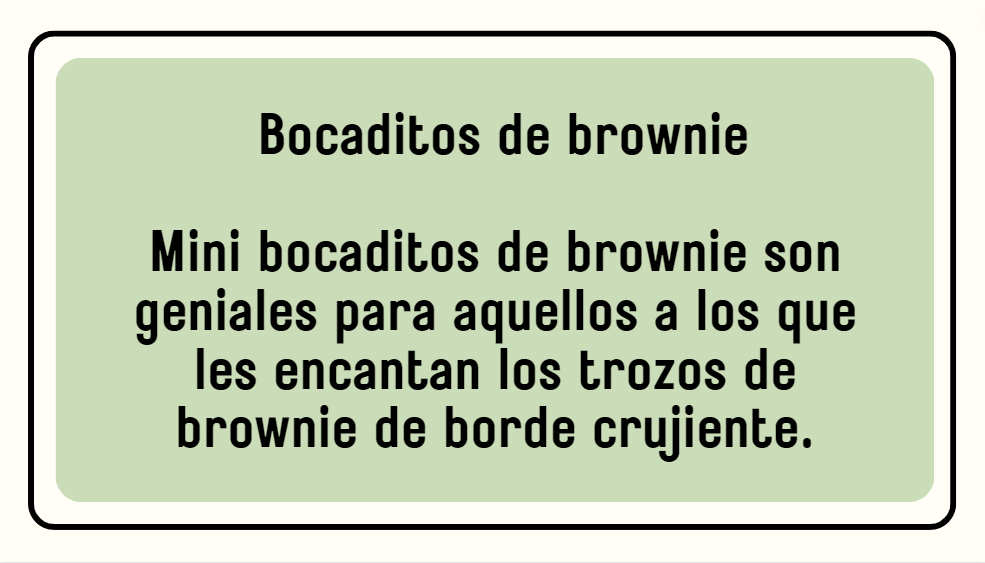 Bocaditos de brownie
Mini bocaditos de brownie son
geniales para aquellos a los que
les encantan los trozos de
brownie de borde crujiente.